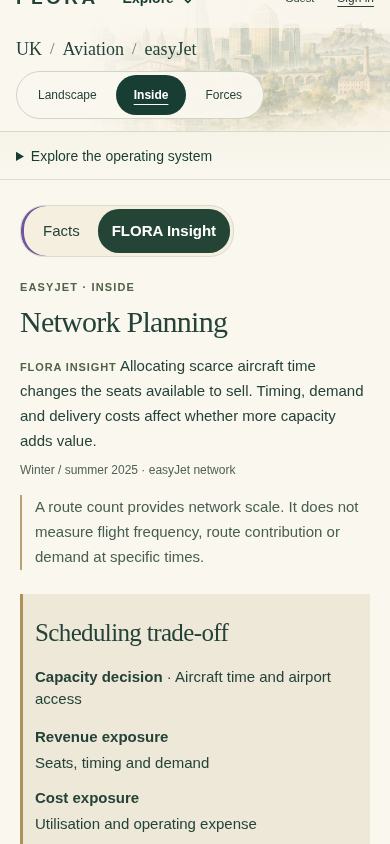 FLORA Explore Guest Sign in
UK / Aviation / easyJet
Landscape Inside Forces
Explore the operating system
Facts FLORA Insight
EASYJET · INSIDE
Network Planning
FLORA INSIGHT Allocating scarce aircraft time
changes the seats available to sell. Timing, demand
and delivery costs affect whether more capacity
adds value.
Winter / summer 2025 · easyJet network
A route count provides network scale. It does not
measure flight frequency, route contribution or
demand at specific times.
Scheduling trade-off
Capacity decision · Aircraft time and airport
access
Revenue exposure
Seats, timing and demand
Cost exposure
Utilisation and operating expense